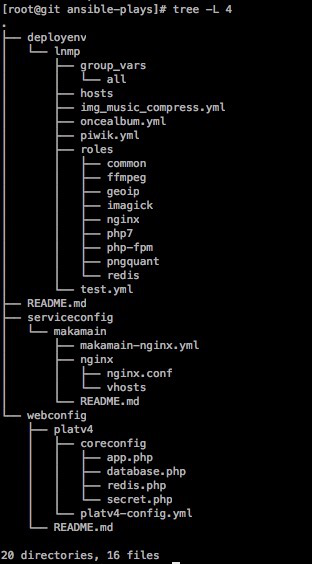 [root@git ansible-plays]# tree -L 4
.
├── deployenv
│   └── lnmp
│       ├── group_vars
│       │   └── all
│       ├── hosts
│       ├── img_music_compress.yml
│       ├── oncealbum.yml
│       ├── piwik.yml
│       ├── roles
│       │   ├── common
│       │   ├── ffmpeg
│       │   ├── geoip
│       │   ├── imagick
│       │   ├── nginx
│       │   ├── php7
│       │   ├── php-fpm
│       │   ├── pngquant
│       │   └── redis
│       └── test.yml
├── README.md
├── serviceconfig
│   └── makamain
│       ├── makamain-nginx.yml
│       ├── nginx
│       │   ├── nginx.conf
│       │   └── vhosts
│       └── README.md
└── webconfig
    ├── platv4
    │   ├── coreconfig
    │   │   ├── app.php
    │   │   ├── database.php
    │   │   ├── redis.php
    │   │   └── secret.php
    │   └── platv4-config.yml
    └── README.md

20 directories, 16 files